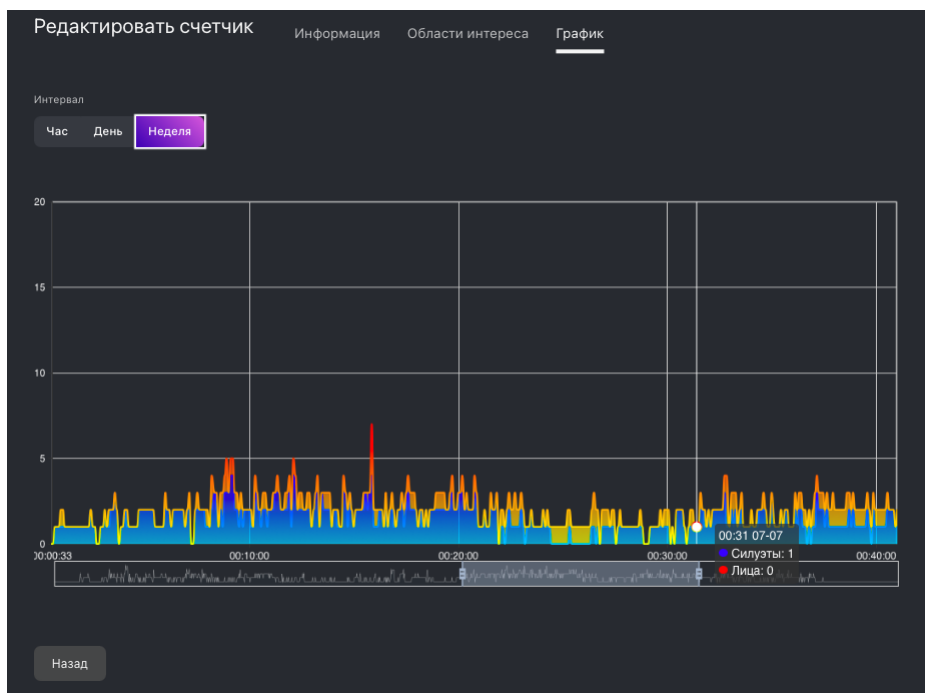 Редактировать счетчик
Информация Области интереса График
Интервал
Час День Неделя
20
15
10
5
0
00:00:33 00:10:00 00:20:00 00:30:00 00:40:00
00:31 07-07
Силуэты: 1
Лица: 0
Назад